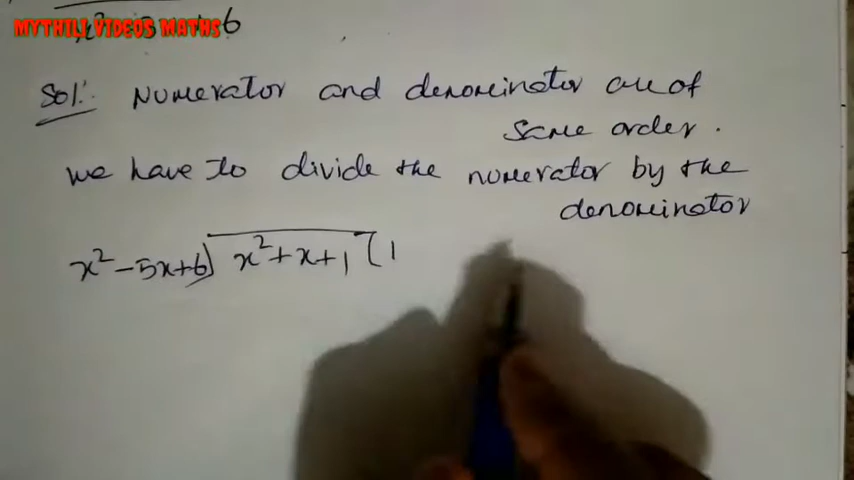 MYTHILI VIDEOS MATHS
6
Sol:- Numerator and denominator are of
same order.
we have to divide the numerator by the
denominator
x² - 5x + 6) x² + x + 1 (1